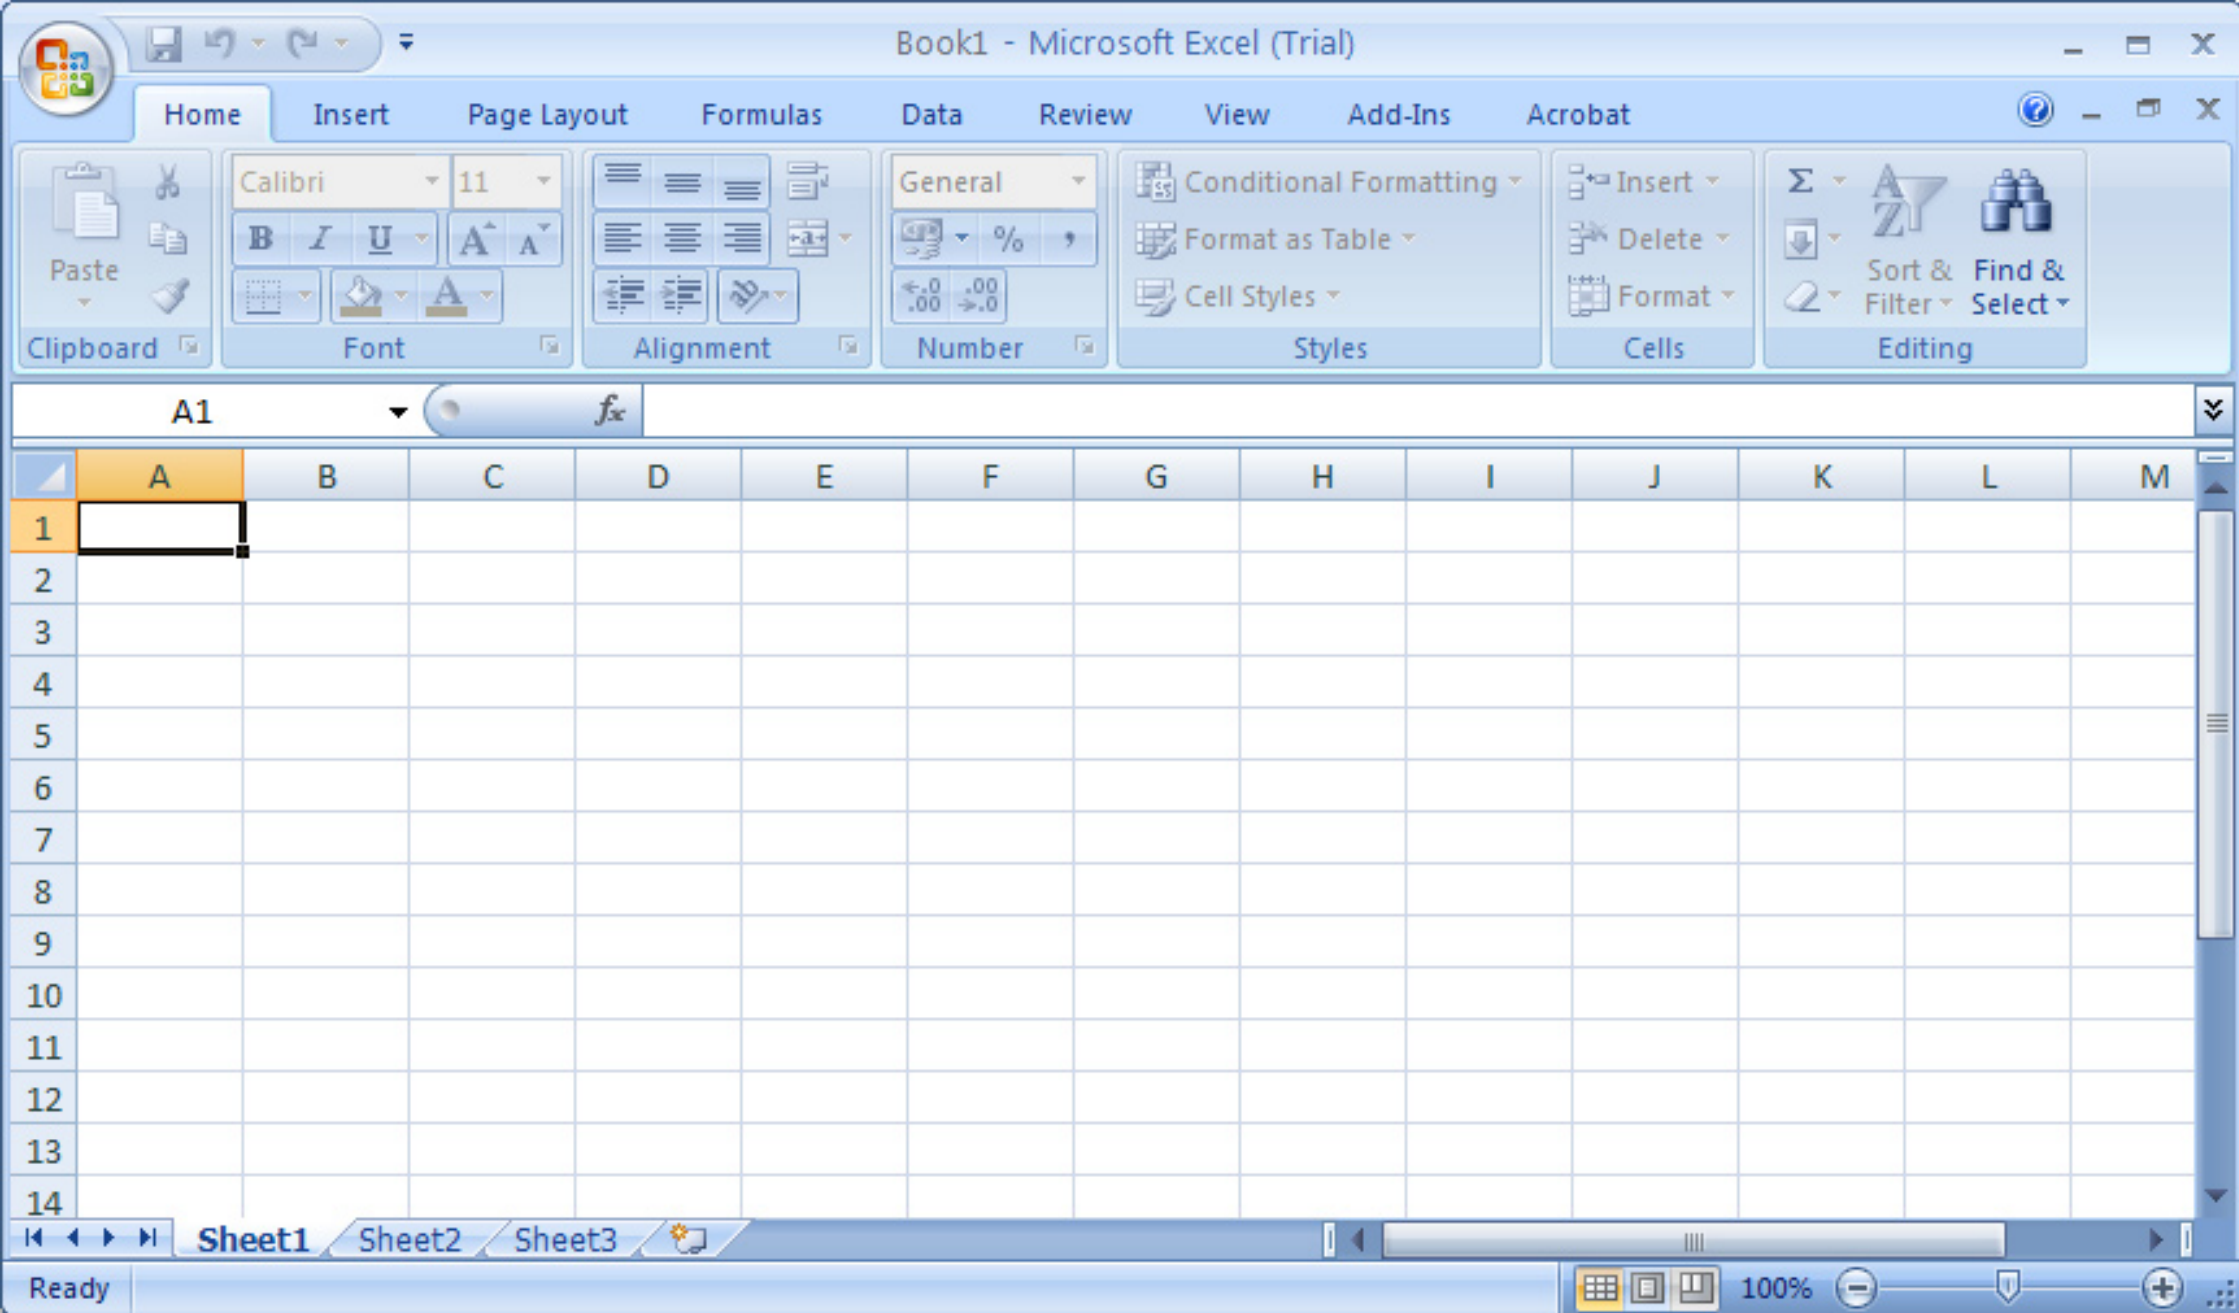 Book1 - Microsoft Excel (Trial)
Home Insert Page Layout Formulas Data Review View Add-Ins Acrobat
Calibri 11 General Conditional Formatting Insert Σ
B I U A A % , Format as Table Delete
Paste Sort & Filter Find & Select
A Cell Styles Format
Clipboard Font Alignment Number Styles Cells Editing
A1 fx
A B C D E F G H I J K L M
1
2
3
4
5
6
7
8
9
10
11
12
13
14
Sheet1 Sheet2 Sheet3
Ready 100%